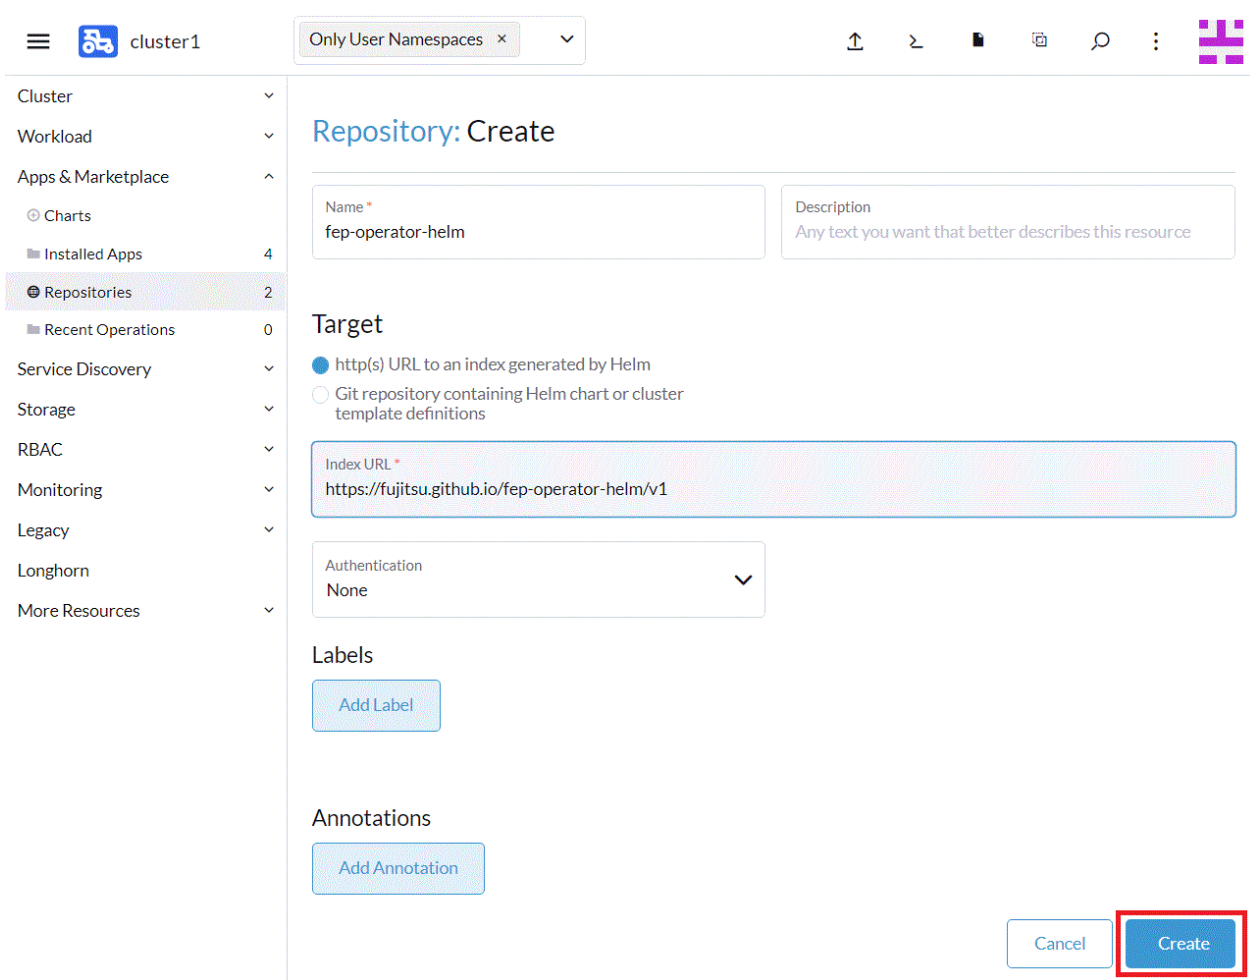 cluster1
Only User Namespaces ×
Cluster
Workload
Apps & Marketplace
Charts
Installed Apps 4
Repositories 2
Recent Operations 0
Service Discovery
Storage
RBAC
Monitoring
Legacy
Longhorn
More Resources
Repository: Create
Name *
fep-operator-helm
Description
Any text you want that better describes this resource
Target
http(s) URL to an index generated by Helm
Git repository containing Helm chart or cluster
template definitions
Index URL *
https://fujitsu.github.io/fep-operator-helm/v1
Authentication
None
Labels
Add Label
Annotations
Add Annotation
Cancel
Create